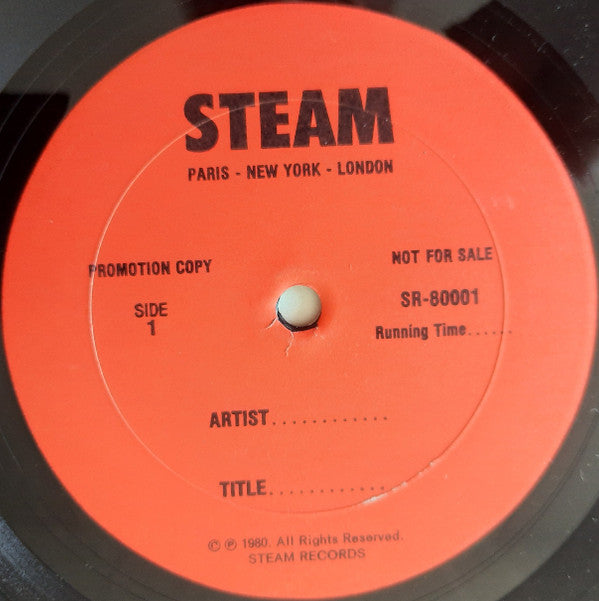 STEAM
PARIS - NEW YORK - LONDON
PROMOTION COPY
NOT FOR SALE
SIDE
1
SR-80001
Running Time......
ARTIST............
TITLE............
© ℗ 1980. All Rights Reserved.
STEAM RECORDS